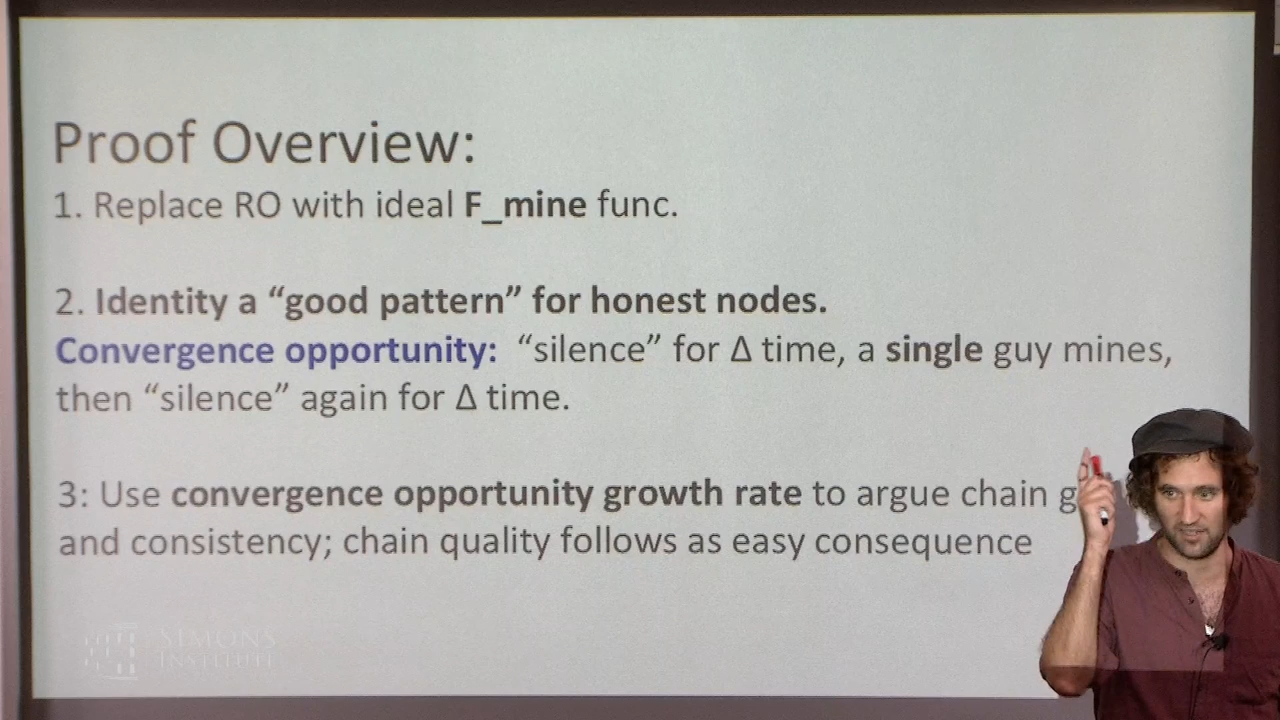 Proof Overview:
1. Replace RO with ideal F_mine func.
2. Identity a “good pattern” for honest nodes.
Convergence opportunity: “silence” for Δ time, a single guy mines,
then “silence” again for Δ time.
3: Use convergence opportunity growth rate to argue chain
and consistency; chain quality follows as easy consequence
SIMONS
INSTITUTE